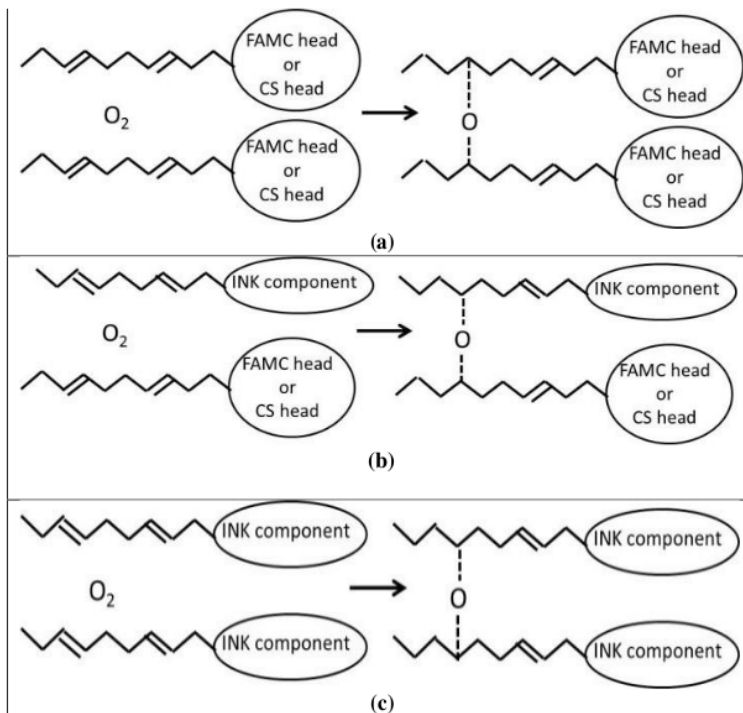 FAMC head
or
CS head
FAMC head
or
CS head
O2
O
FAMC head
or
CS head
FAMC head
or
CS head
(a)
INK component
INK component
O2
O
FAMC head
or
CS head
FAMC head
or
CS head
(b)
INK component
INK component
O2
O
INK component
INK component
(c)